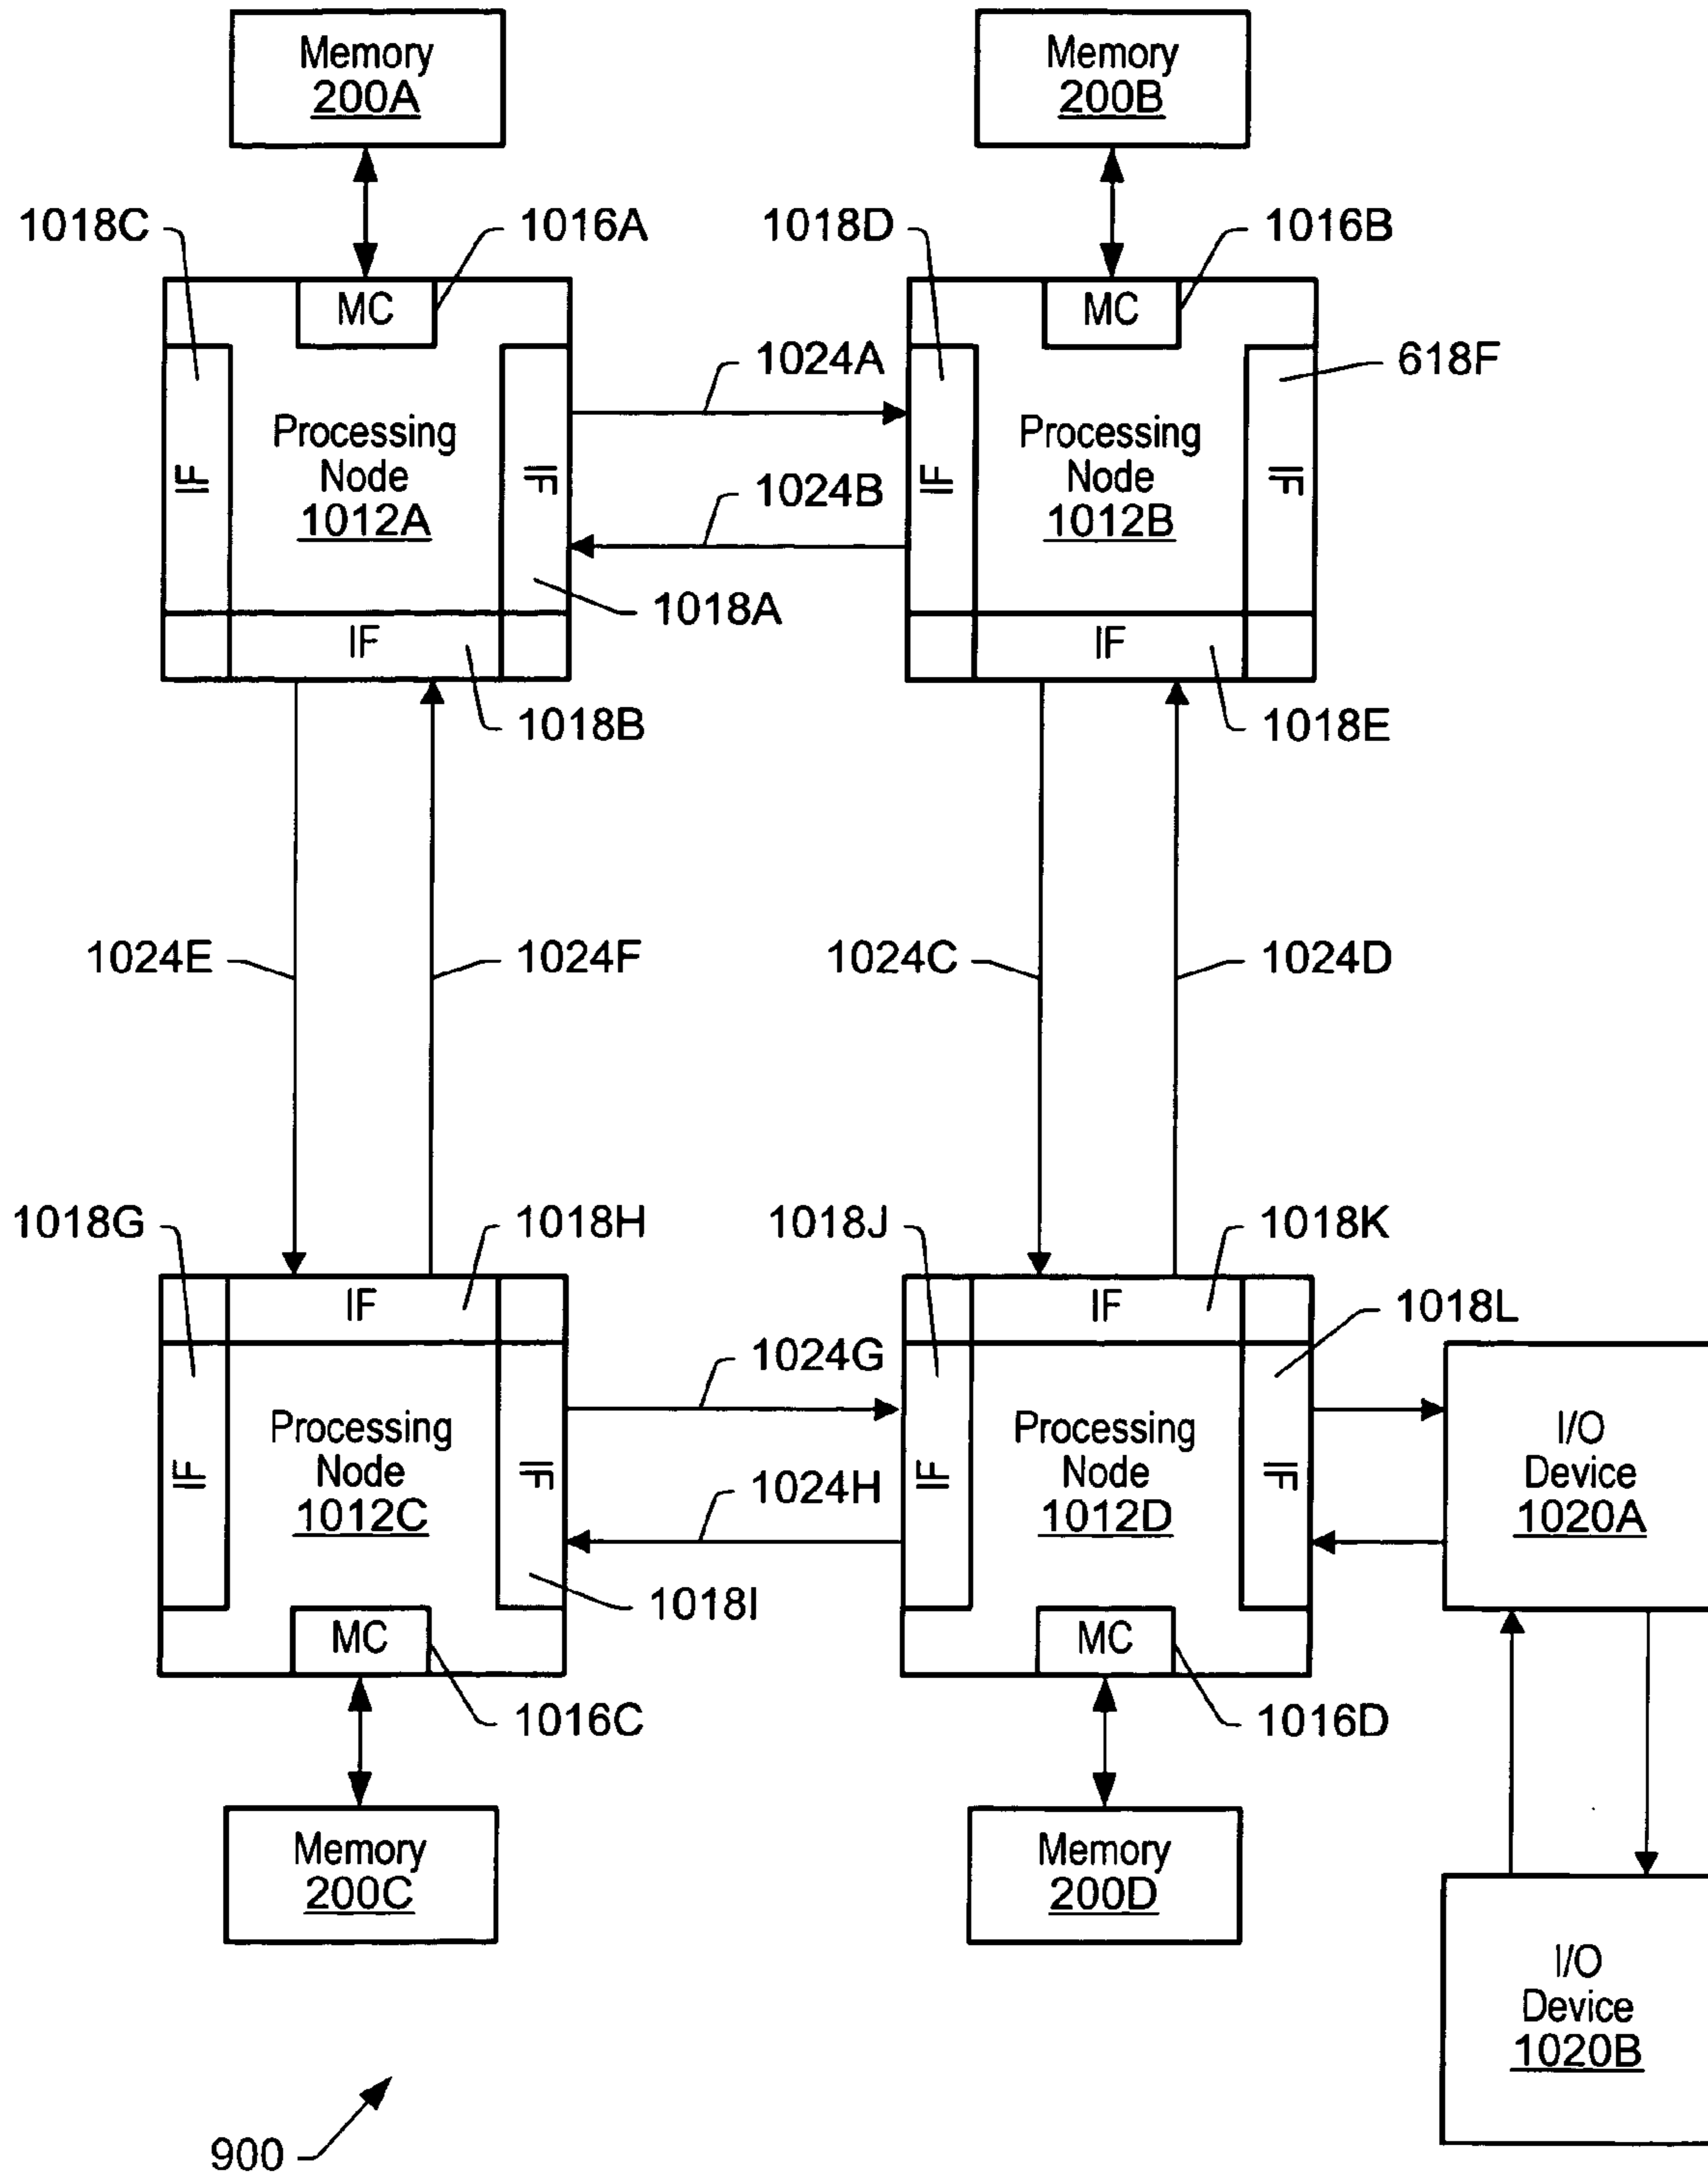 Memory
200A
Memory
200B
1018C
1016A
1018D
1016B
MC
MC
1024A
618F
Processing
Node
1012A
IF
IF
Processing
Node
1012B
IF
IF
1024B
1018A
IF
IF
1018B
1018E
1024E
1024F
1024C
1024D
1018G
1018H
1018J
1018K
IF
IF
1018L
1024G
Processing
Node
1012C
IF
IF
Processing
Node
1012D
IF
IF
I/O
Device
1020A
1024H
1018I
MC
MC
1016C
1016D
Memory
200C
Memory
200D
I/O
Device
1020B
900